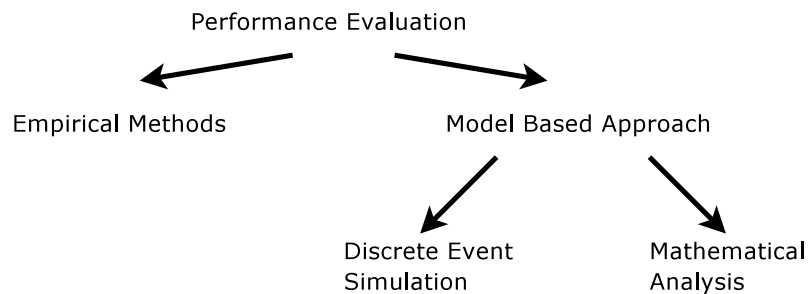 Performance Evaluation
Empirical Methods
Model Based Approach
Discrete Event
Simulation
Mathematical
Analysis